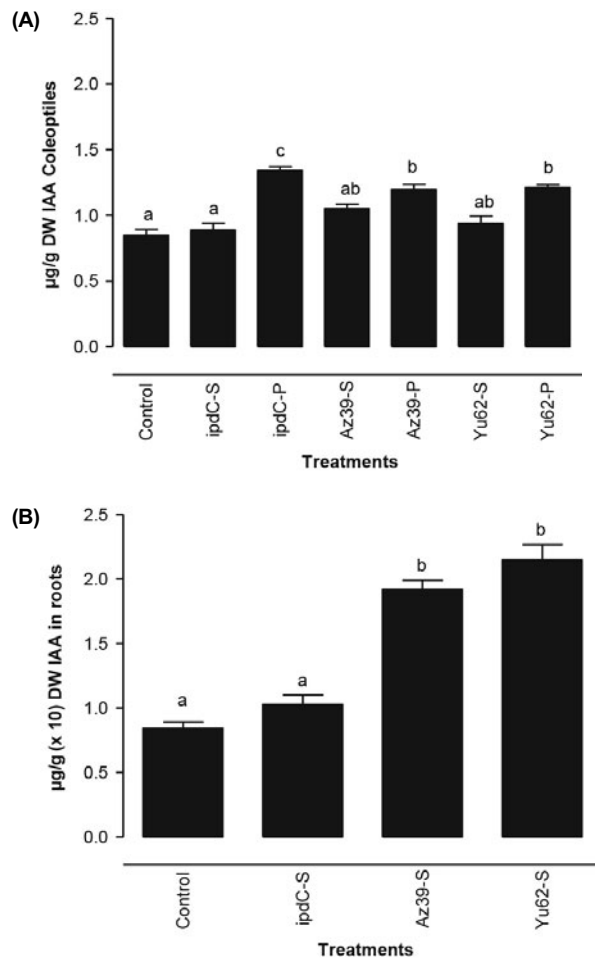 (A)
µg/g DW IAA Coleoptiles
2.5
2.0
1.5
1.0
0.5
0.0
a
a
c
ab
b
ab
b
Control
ipdC-S
ipdC-P
Az39-S
Az39-P
Yu62-S
Yu62-P
Treatments
(B)
µg/g (x 10) DW IAA in roots
2.5
2.0
1.5
1.0
0.5
0.0
a
a
b
b
Control
ipdC-S
Az39-S
Yu62-S
Treatments